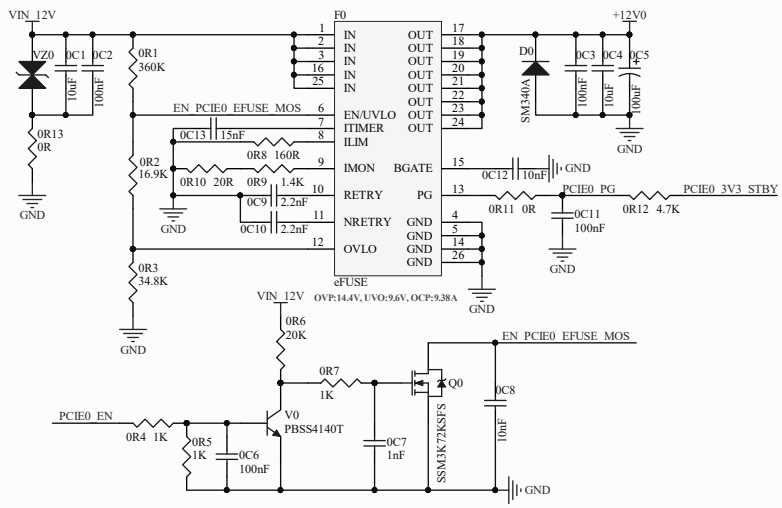 VIN_12V
F0
+12V0
1 IN OUT 17
2 IN OUT 18
3 IN OUT 19
16 IN OUT 20
25 IN OUT 21
OUT 22
OUT 23
OUT 24
VZ0
0C1
10uF
0C2
100nF
0R1
360K
D0
SM340A
0C3
100nF
0C4
10uF
0C5
100uF
+
EN_PCIE0_EFUSE_MOS
6 EN/UVLO
7 ITIMER
8 ILIM
0C13 15nF
0R8 160R
0R13
0R
GND
GND
0R2
16.9K
9 IMON BGATE 15
0R10 20R 0R9 1.4K
0C12 10nF GND
10 RETRY PG 13
0C9 2.2nF
11 NRETRY GND 4
0C10 2.2nF
GND 5
12 OVLO GND 14
GND 26
GND
0R11 0R
PCIE0_PG
0R12 4.7K
PCIE0_3V3_STBY
0C11
100nF
GND
0R3
34.8K
GND
eFUSE
OVP:14.4V, UVO:9.6V, OCP:9.38A
GND
VIN_12V
0R6
20K
EN_PCIE0_EFUSE_MOS
0R7
1K
Q0
SSM3K72KSFS
0C8
10nF
PCIE0_EN
0R4 1K
V0
PBSS4140T
0R5
1K
0C6
100nF
0C7
1nF
GND